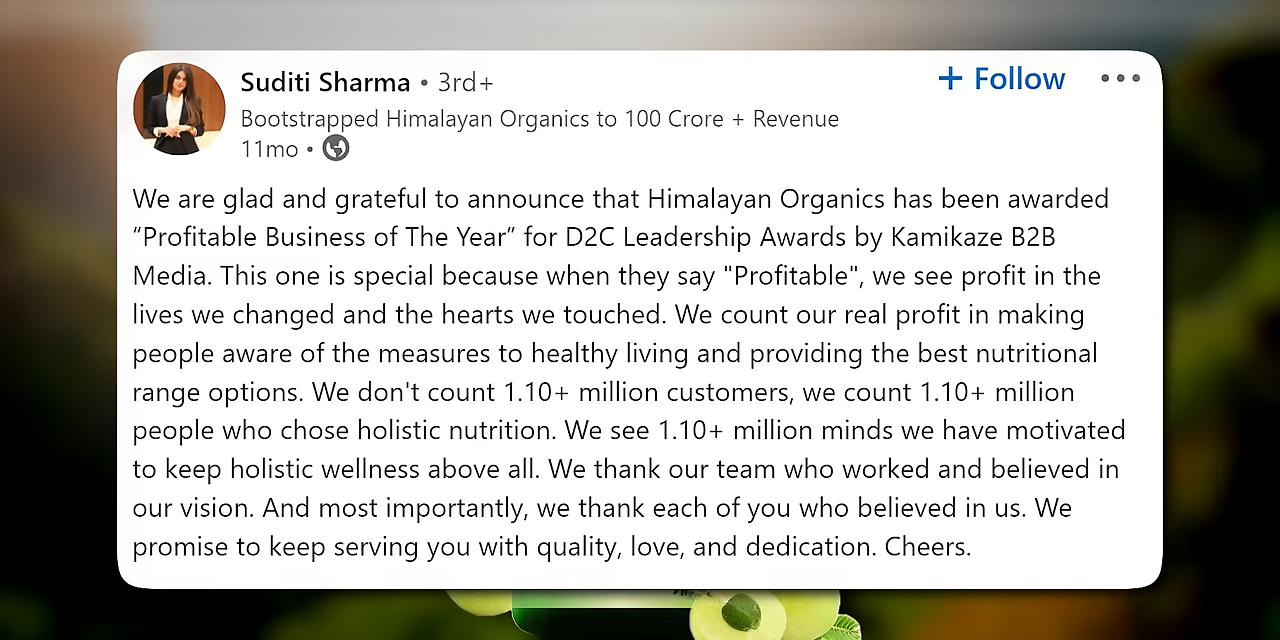 Suditi Sharma • 3rd+
+ Follow •••
Bootstrapped Himalayan Organics to 100 Crore + Revenue
11mo •
We are glad and grateful to announce that Himalayan Organics has been awarded
“Profitable Business of The Year” for D2C Leadership Awards by Kamikaze B2B
Media. This one is special because when they say "Profitable", we see profit in the
lives we changed and the hearts we touched. We count our real profit in making
people aware of the measures to healthy living and providing the best nutritional
range options. We don't count 1.10+ million customers, we count 1.10+ million
people who chose holistic nutrition. We see 1.10+ million minds we have motivated
to keep holistic wellness above all. We thank our team who worked and believed in
our vision. And most importantly, we thank each of you who believed in us. We
promise to keep serving you with quality, love, and dedication. Cheers.